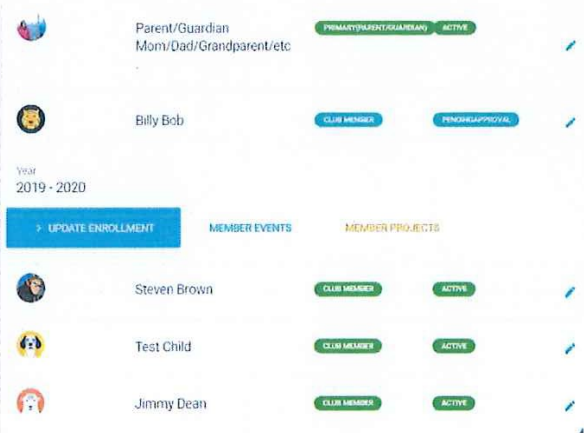 Parent/Guardian PRIMARY(PARENT/GUARDIAN) ACTIVE
Mom/Dad/Grandparent/etc
.
Billy Bob CLUB MEMBER PENDINGAPPROVAL
Year
2019 - 2020
> UPDATE ENROLLMENT MEMBER EVENTS MEMBER PROJECTS
Steven Brown CLUB MEMBER ACTIVE
Test Child CLUB MEMBER ACTIVE
Jimmy Dean CLUB MEMBER ACTIVE